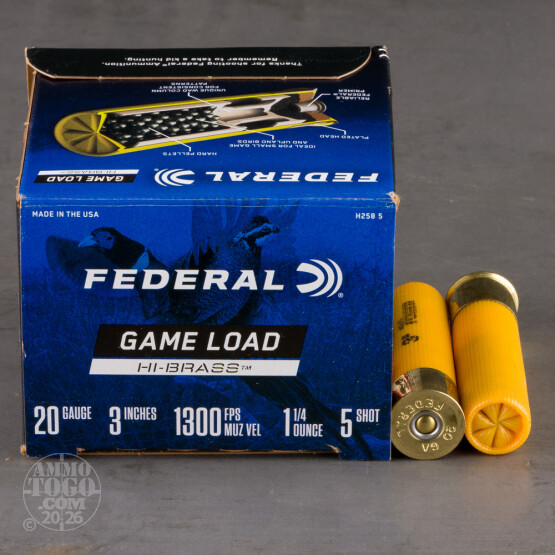 Thanks for shooting Federal Ammunition.
Remember to take a kid hunting.
UNIQUE WAD COLUMN
FOR CONSISTENT
PATTERNS
RELIABLE
FEDERAL®
PRIMER
PLATED HEAD
IDEAL FOR SMALL GAME
AND UPLAND BIRDS
HARD PELLETS
GAME LOAD
HI-BRASS™
FEDERAL®
MADE IN THE USA
H258 5
FEDERAL®
GAME LOAD
HI-BRASS™
20 GAUGE
3 INCHES
1300 FPS MUZ VEL
1 1/4 OUNCE
5 SHOT
FEDERAL
20 GA
AMMO
TOGO
.COM
© 2026